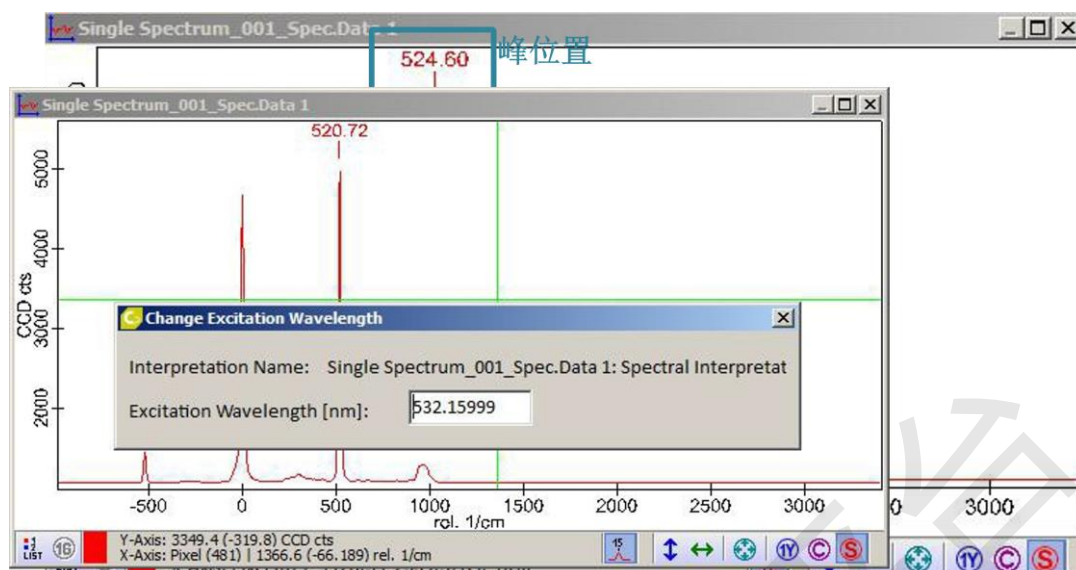 Single Spectrum_001_Spec.Data 1
524.60
峰位置
Single Spectrum_001_Spec.Data 1
520.72
5000
4000
3000
2000
CCD cts
Change Excitation Wavelength
Interpretation Name: Single Spectrum_001_Spec.Data 1: Spectral Interpretat
Excitation Wavelength [nm]: 532.15999
-500 0 500 1000 1500 2000 2500 3000
rel. 1/cm
0 3000
LIST 16
Y-Axis: 3349.4 (-319.8) CCD cts
X-Axis: Pixel (481) | 1366.6 (-66.189) rel. 1/cm
15
1Y C S
1Y C S